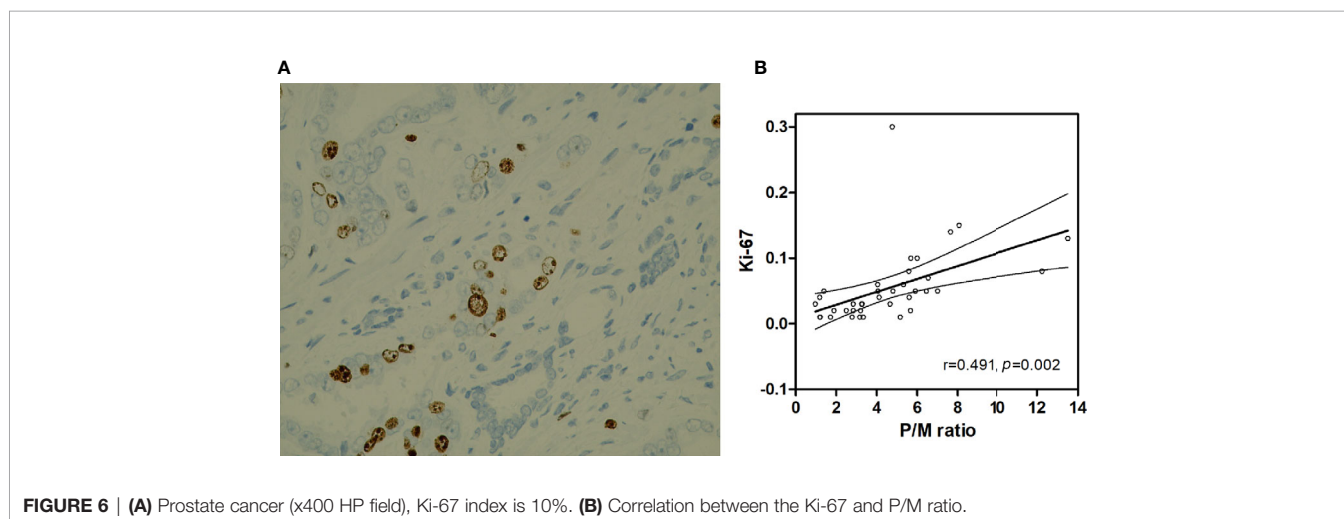 A
B
0.3
0.2
0.1
0.0
-0.1
Ki-67
r=0.491, p=0.002
0 2 4 6 8 10 12 14
P/M ratio
FIGURE 6 | (A) Prostate cancer (x400 HP field), Ki-67 index is 10%. (B) Correlation between the Ki-67 and P/M ratio.